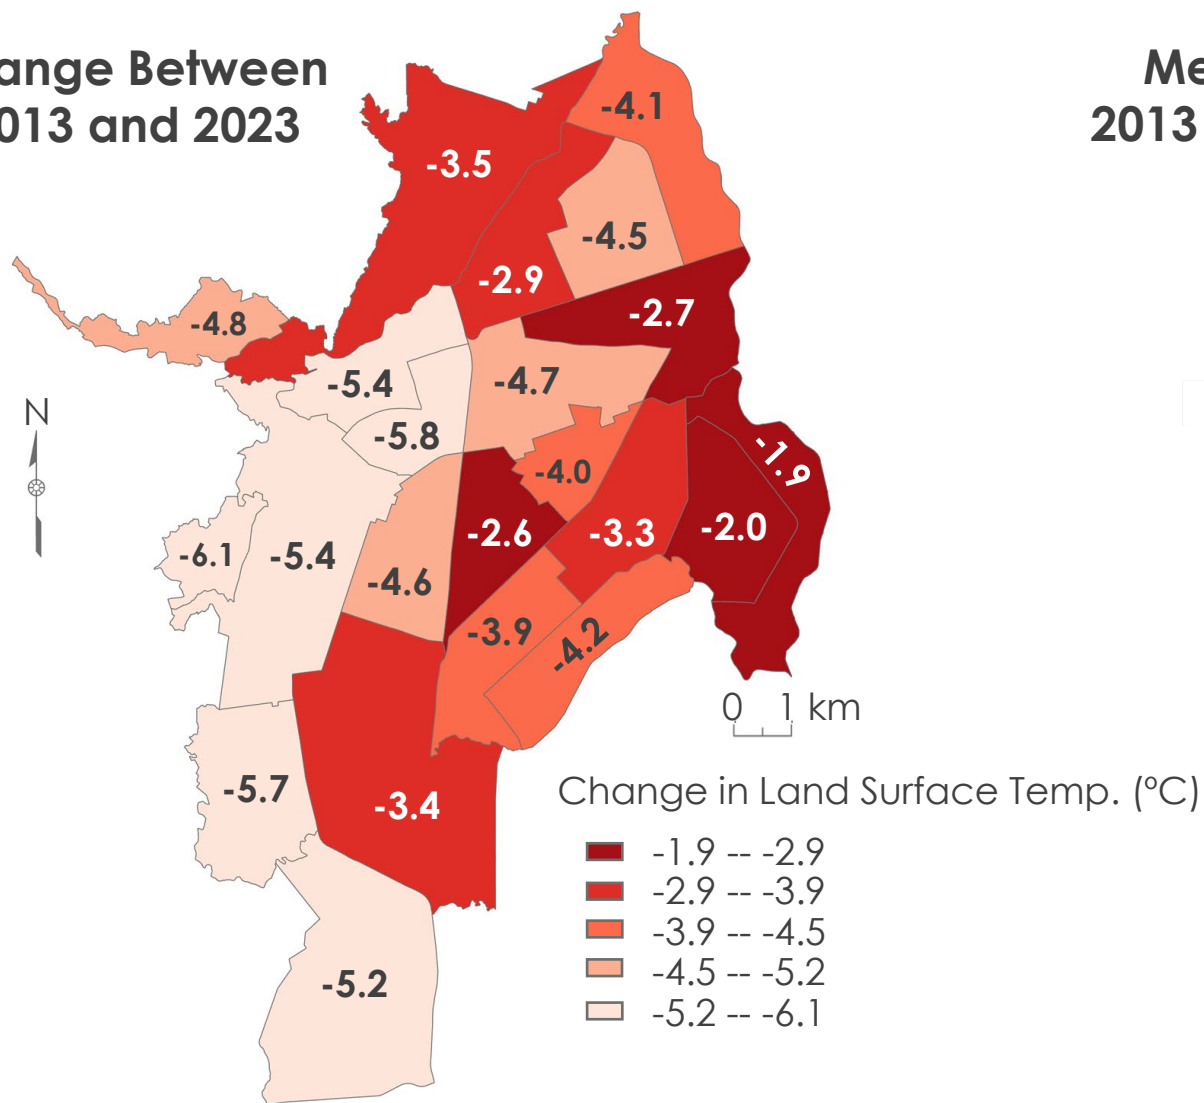 ange Between
013 and 2023
Me
2013
-4.1
-3.5
-4.5
-2.9
-2.7
-4.8
-5.4
-4.7
N
-5.8
-4.0
-1.9
-2.6
-3.3
-2.0
-6.1
-5.4
-4.6
-3.9
-4.2
0 1 km
-5.7
-3.4
Change in Land Surface Temp. (ºC)
-1.9 -- -2.9
-2.9 -- -3.9
-3.9 -- -4.5
-4.5 -- -5.2
-5.2 -- -6.1
-5.2